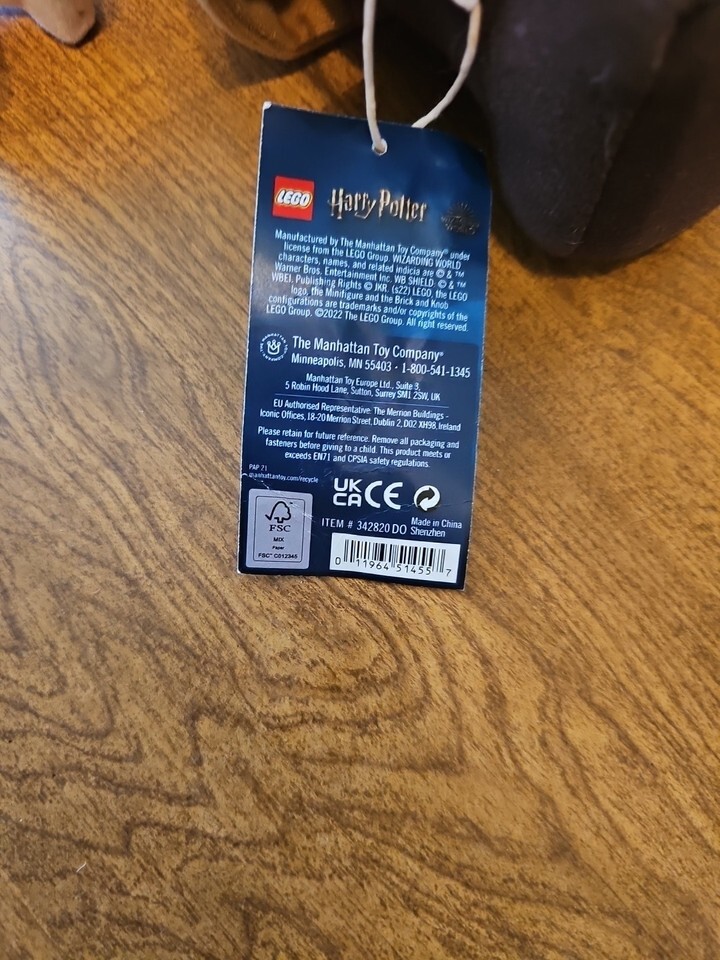 LEGO Harry Potter
Manufactured by The Manhattan Toy Company® under
license from the LEGO Group. WIZARDING WORLD
characters, names, and related indicia are © & ™
Warner Bros. Entertainment Inc. WB SHIELD: © & ™
WBEI. Publishing Rights © JKR. (s22) LEGO, the LEGO
logo, the Minifigure and the Brick and Knob
configurations are trademarks and/or copyrights of the
LEGO Group. ©2022 The LEGO Group. All right reserved.
The Manhattan Toy Company®
Minneapolis, MN 55403 · 1-800-541-1345
Manhattan Toy Europe Ltd., Suite 3,
5 Robin Hood Lane, Sutton, Surrey SM1 2SW, UK
EU Authorised Representative: The Merrion Buildings -
Iconic Offices, 18-20 Merrion Street, Dublin 2, D02 XH98, Ireland
Please retain for future reference. Remove all packaging and
fasteners before giving to a child. This product meets or
exceeds EN71 and CPSIA safety regulations.
PAP 21
manhattantoy.com/recycle
UK
CA CE
FSC
MIX
Paper
FSC™ C012345
ITEM # 342820 DO
Made in China
Shenzhen
0 11964 51455 7